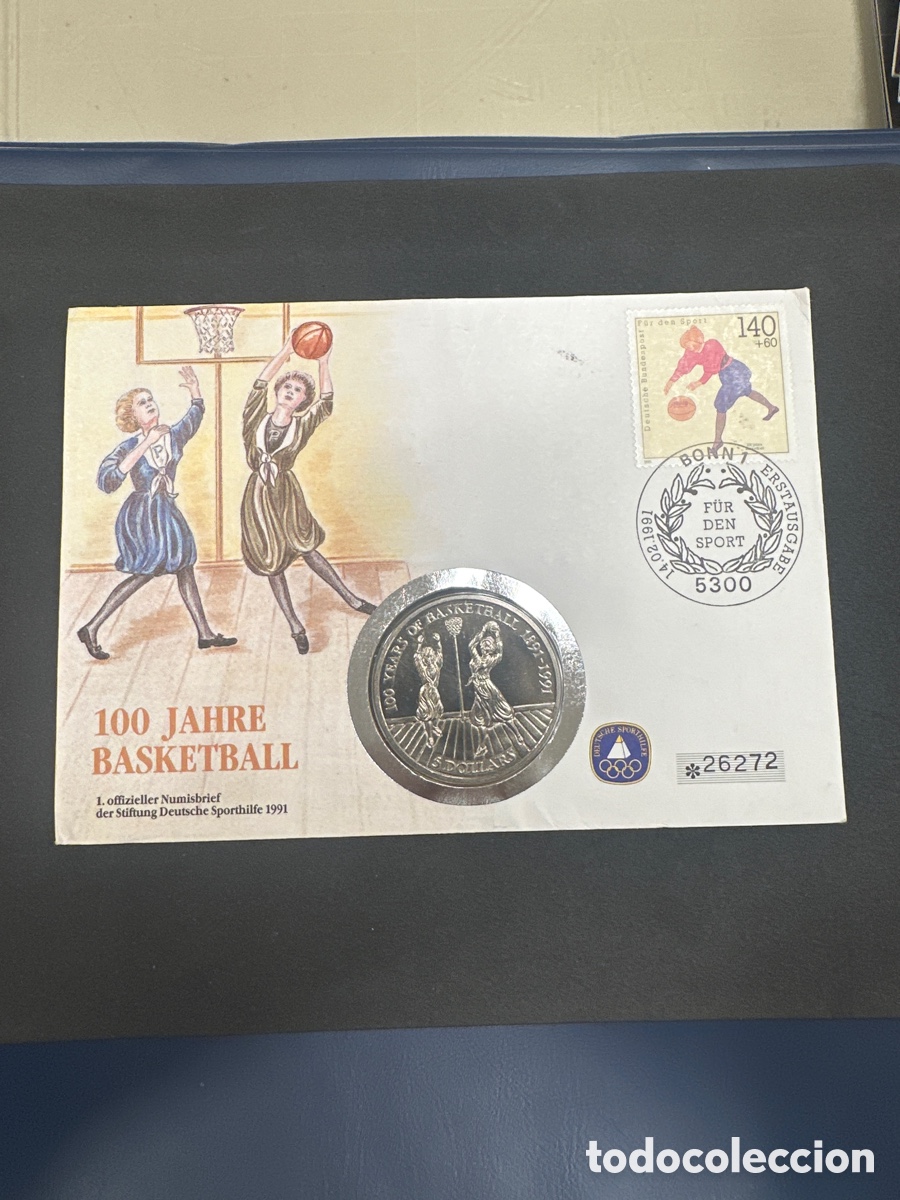 Deutsche Bundespost
Für den Sport
140
+60
BONN 1
ERSTAUSGABE
14.02.1991
FÜR
DEN
SPORT
5300
P
100 YEARS OF BASKETBALL 1891-1991
5 DOLLARS
100 JAHRE
BASKETBALL
1. offizieller Numisbrief
der Stiftung Deutsche Sporthilfe 1991
DEUTSCHE SPORTHILFE
*26272
todocoleccion